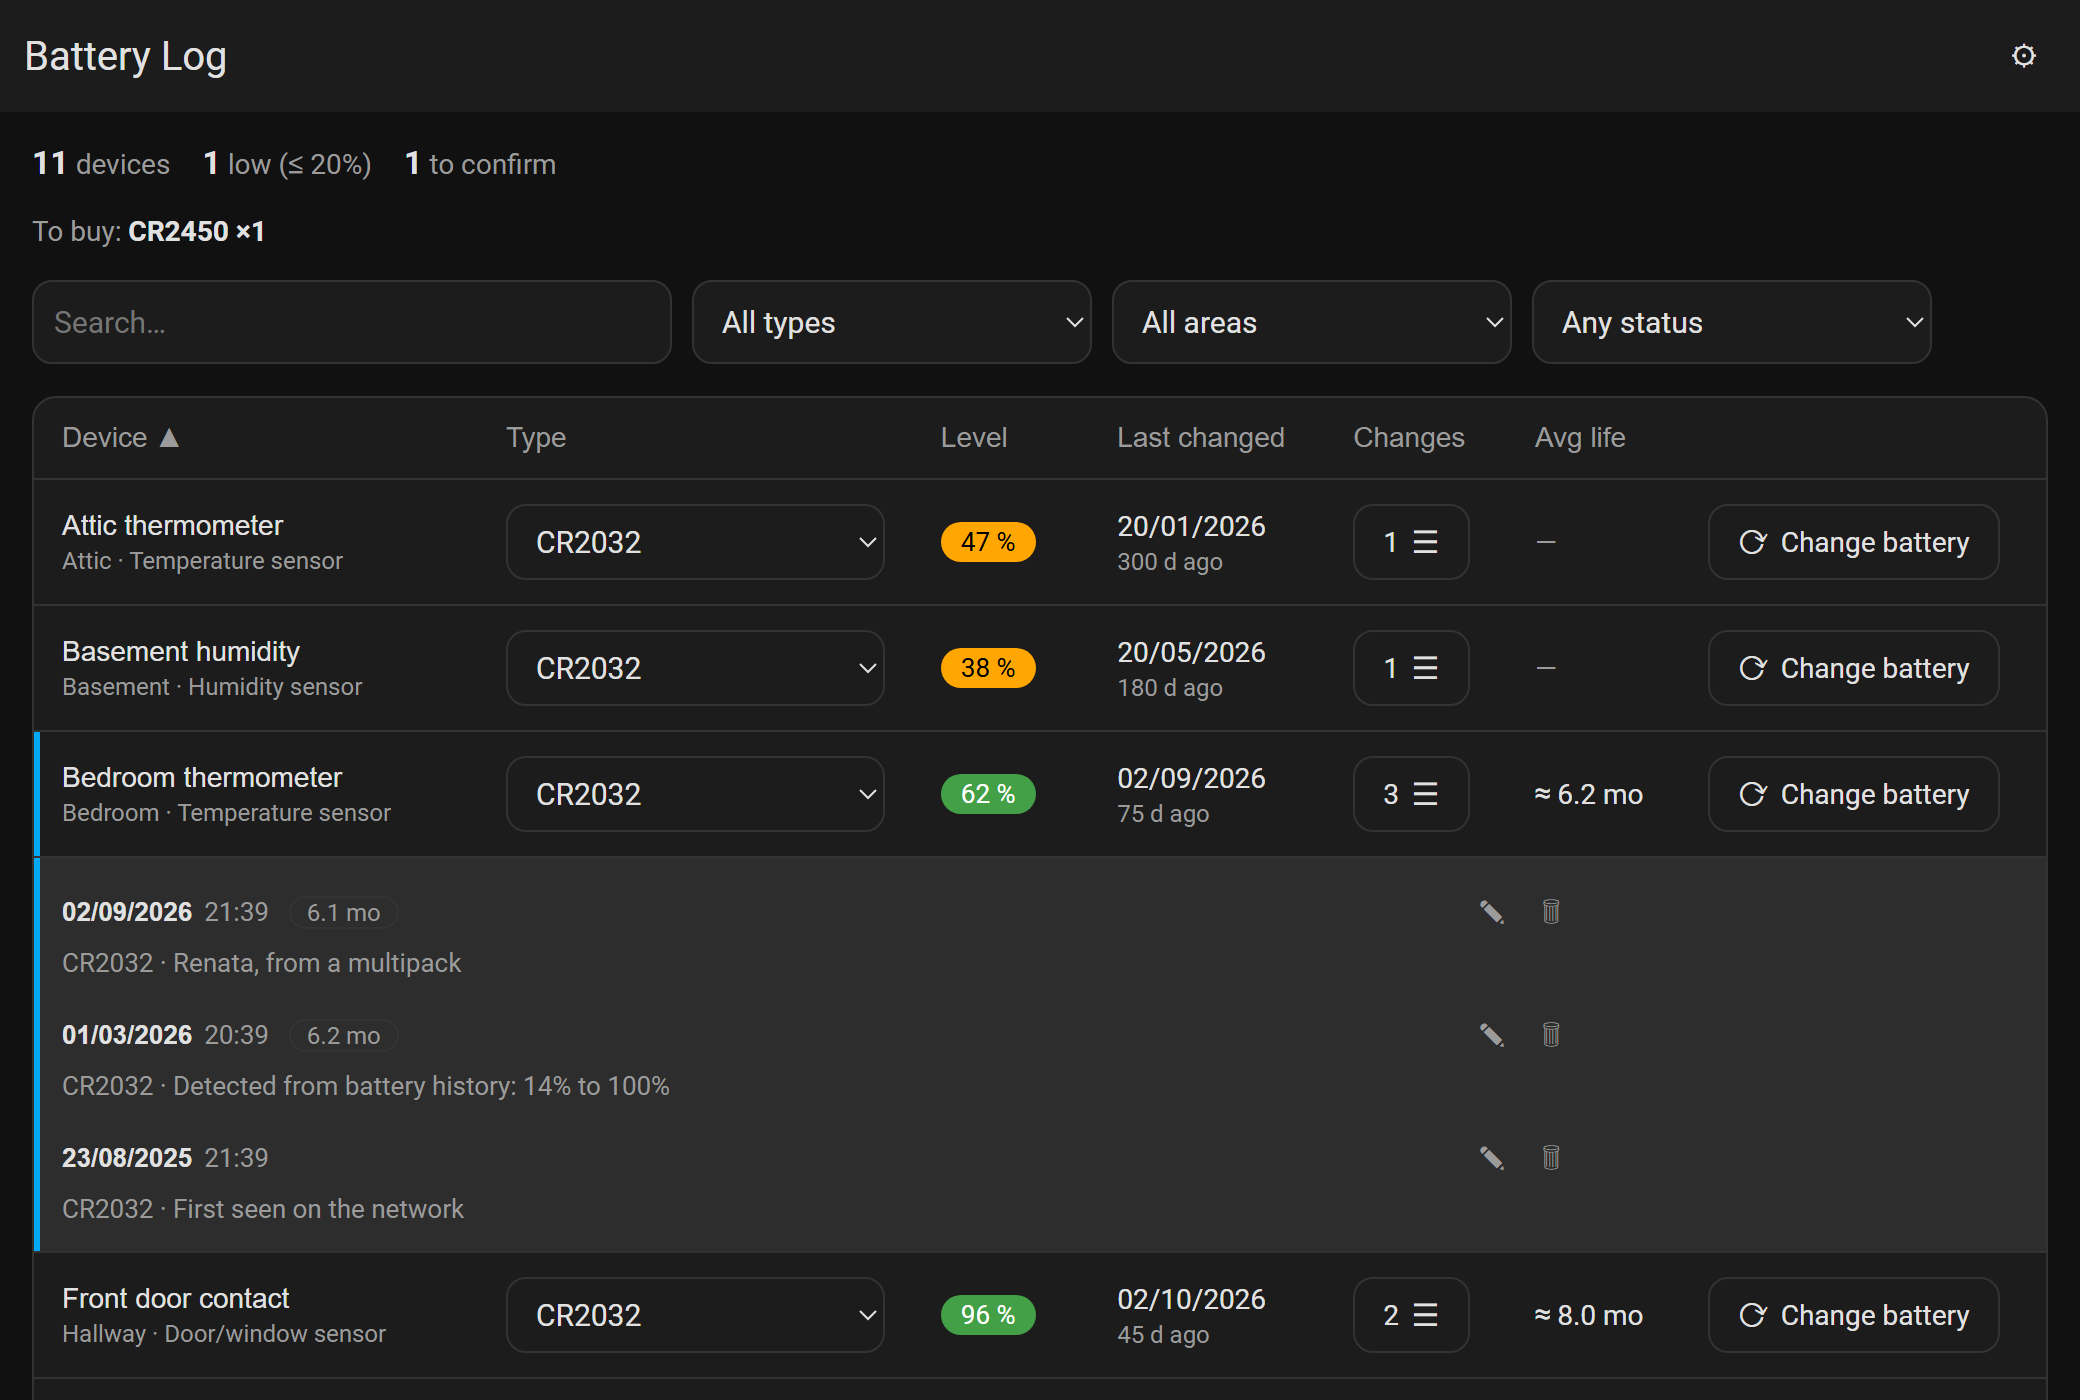 Battery Log
11 devices 1 low (≤ 20%) 1 to confirm
To buy: CR2450 ×1
Search… All types All areas Any status
Device ▲ Type Level Last changed Changes Avg life
Attic thermometer
Attic · Temperature sensor
CR2032 47 % 20/01/2026
300 d ago
1 — Change battery
Basement humidity
Basement · Humidity sensor
CR2032 38 % 20/05/2026
180 d ago
1 — Change battery
Bedroom thermometer
Bedroom · Temperature sensor
CR2032 62 % 02/09/2026
75 d ago
3 ≈ 6.2 mo Change battery
02/09/2026 21:39 6.1 mo
CR2032 · Renata, from a multipack
01/03/2026 20:39 6.2 mo
CR2032 · Detected from battery history: 14% to 100%
23/08/2025 21:39
CR2032 · First seen on the network
Front door contact
Hallway · Door/window sensor
CR2032 96 % 02/10/2026
45 d ago
2 ≈ 8.0 mo Change battery